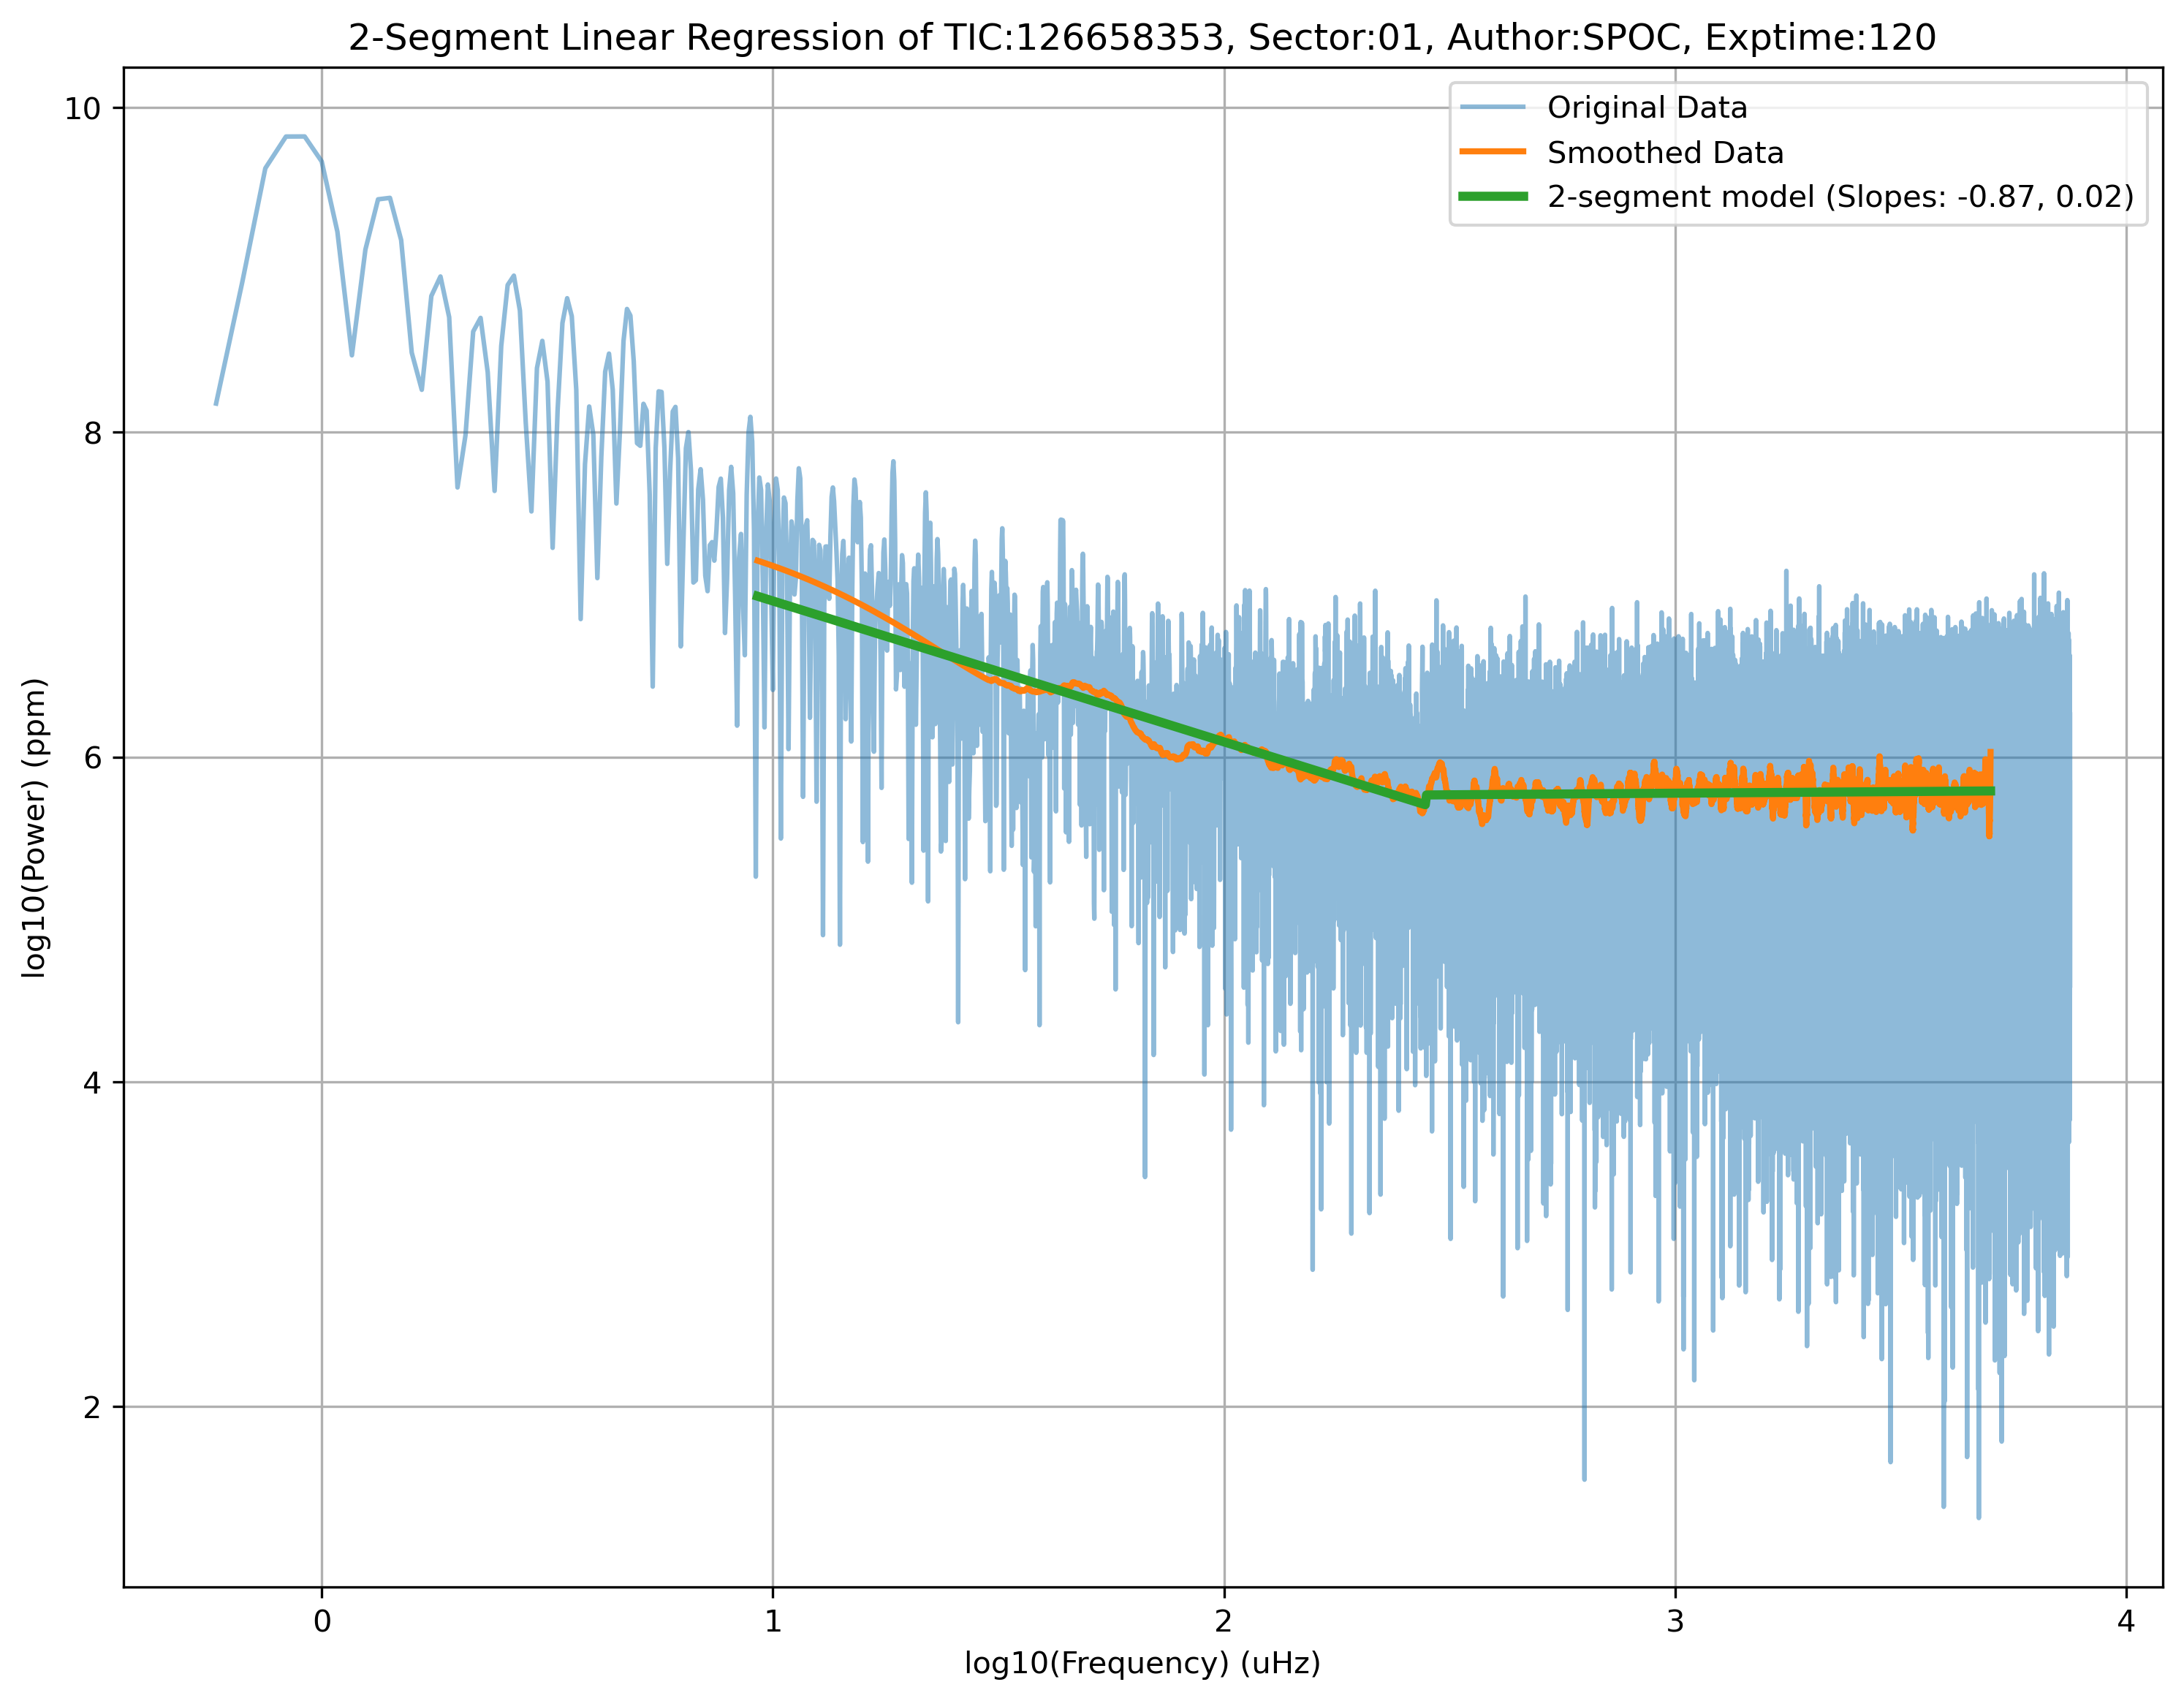 2-Segment Linear Regression of TIC:126658353, Sector:01, Author:SPOC, Exptime:120
Original Data
Smoothed Data
2-segment model (Slopes: -0.87, 0.02)
log10(Power) (ppm)
10
8
6
4
2
0
1
2
3
4
log10(Frequency) (uHz)